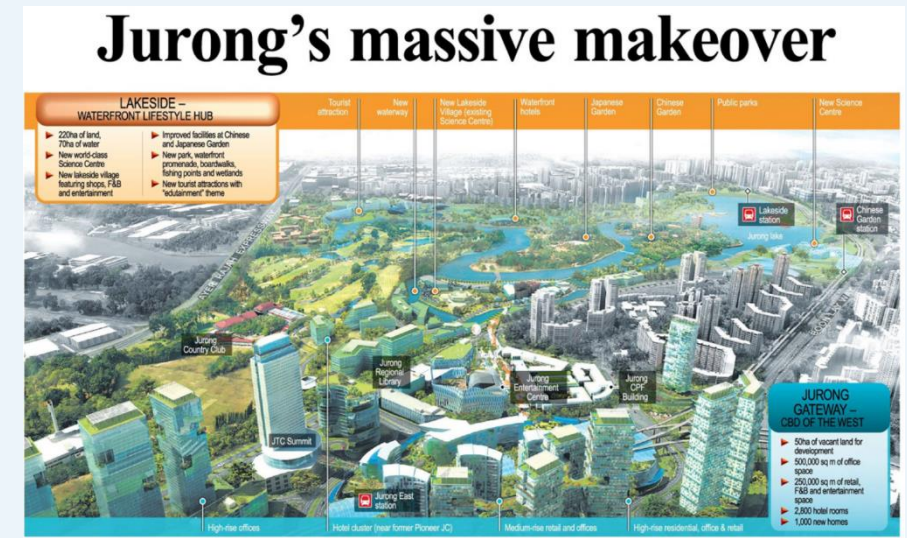 Jurong's massive makeover
LAKESIDE –
WATERFRONT LIFESTYLE HUB
220ha of land,
70ha of water
New world-class
Science Centre
New lakeside village
featuring shops, F&B
and entertainment
Improved facilities at Chinese
and Japanese Garden
New park, waterfront
promenade, boardwalks,
fishing points and wetlands
New tourist attractions with
"edutainment" theme
Tourist
attraction
New
waterway
New Lakeside
Village (existing
Science Centre)
Waterfront
hotels
Japanese
Garden
Chinese
Garden
Public parks
New Science
Centre
Lakeside
station
Chinese
Garden
station
Jurong lake
Jurong
Country Club
Jurong
Regional
Library
Jurong
Entertainment
Centre
Jurong
CPF
Building
JTC Summit
Jurong East
station
JURONG
GATEWAY –
CBD OF THE WEST
50ha of vacant land for
development
500,000 sq m of office
space
250,000 sq m of retail,
F&B and entertainment
space
2,800 hotel rooms
1,000 new homes
High-rise offices
Hotel cluster (near former Pioneer JC)
Medium-rise retail and offices
High-rise residential, office & retail